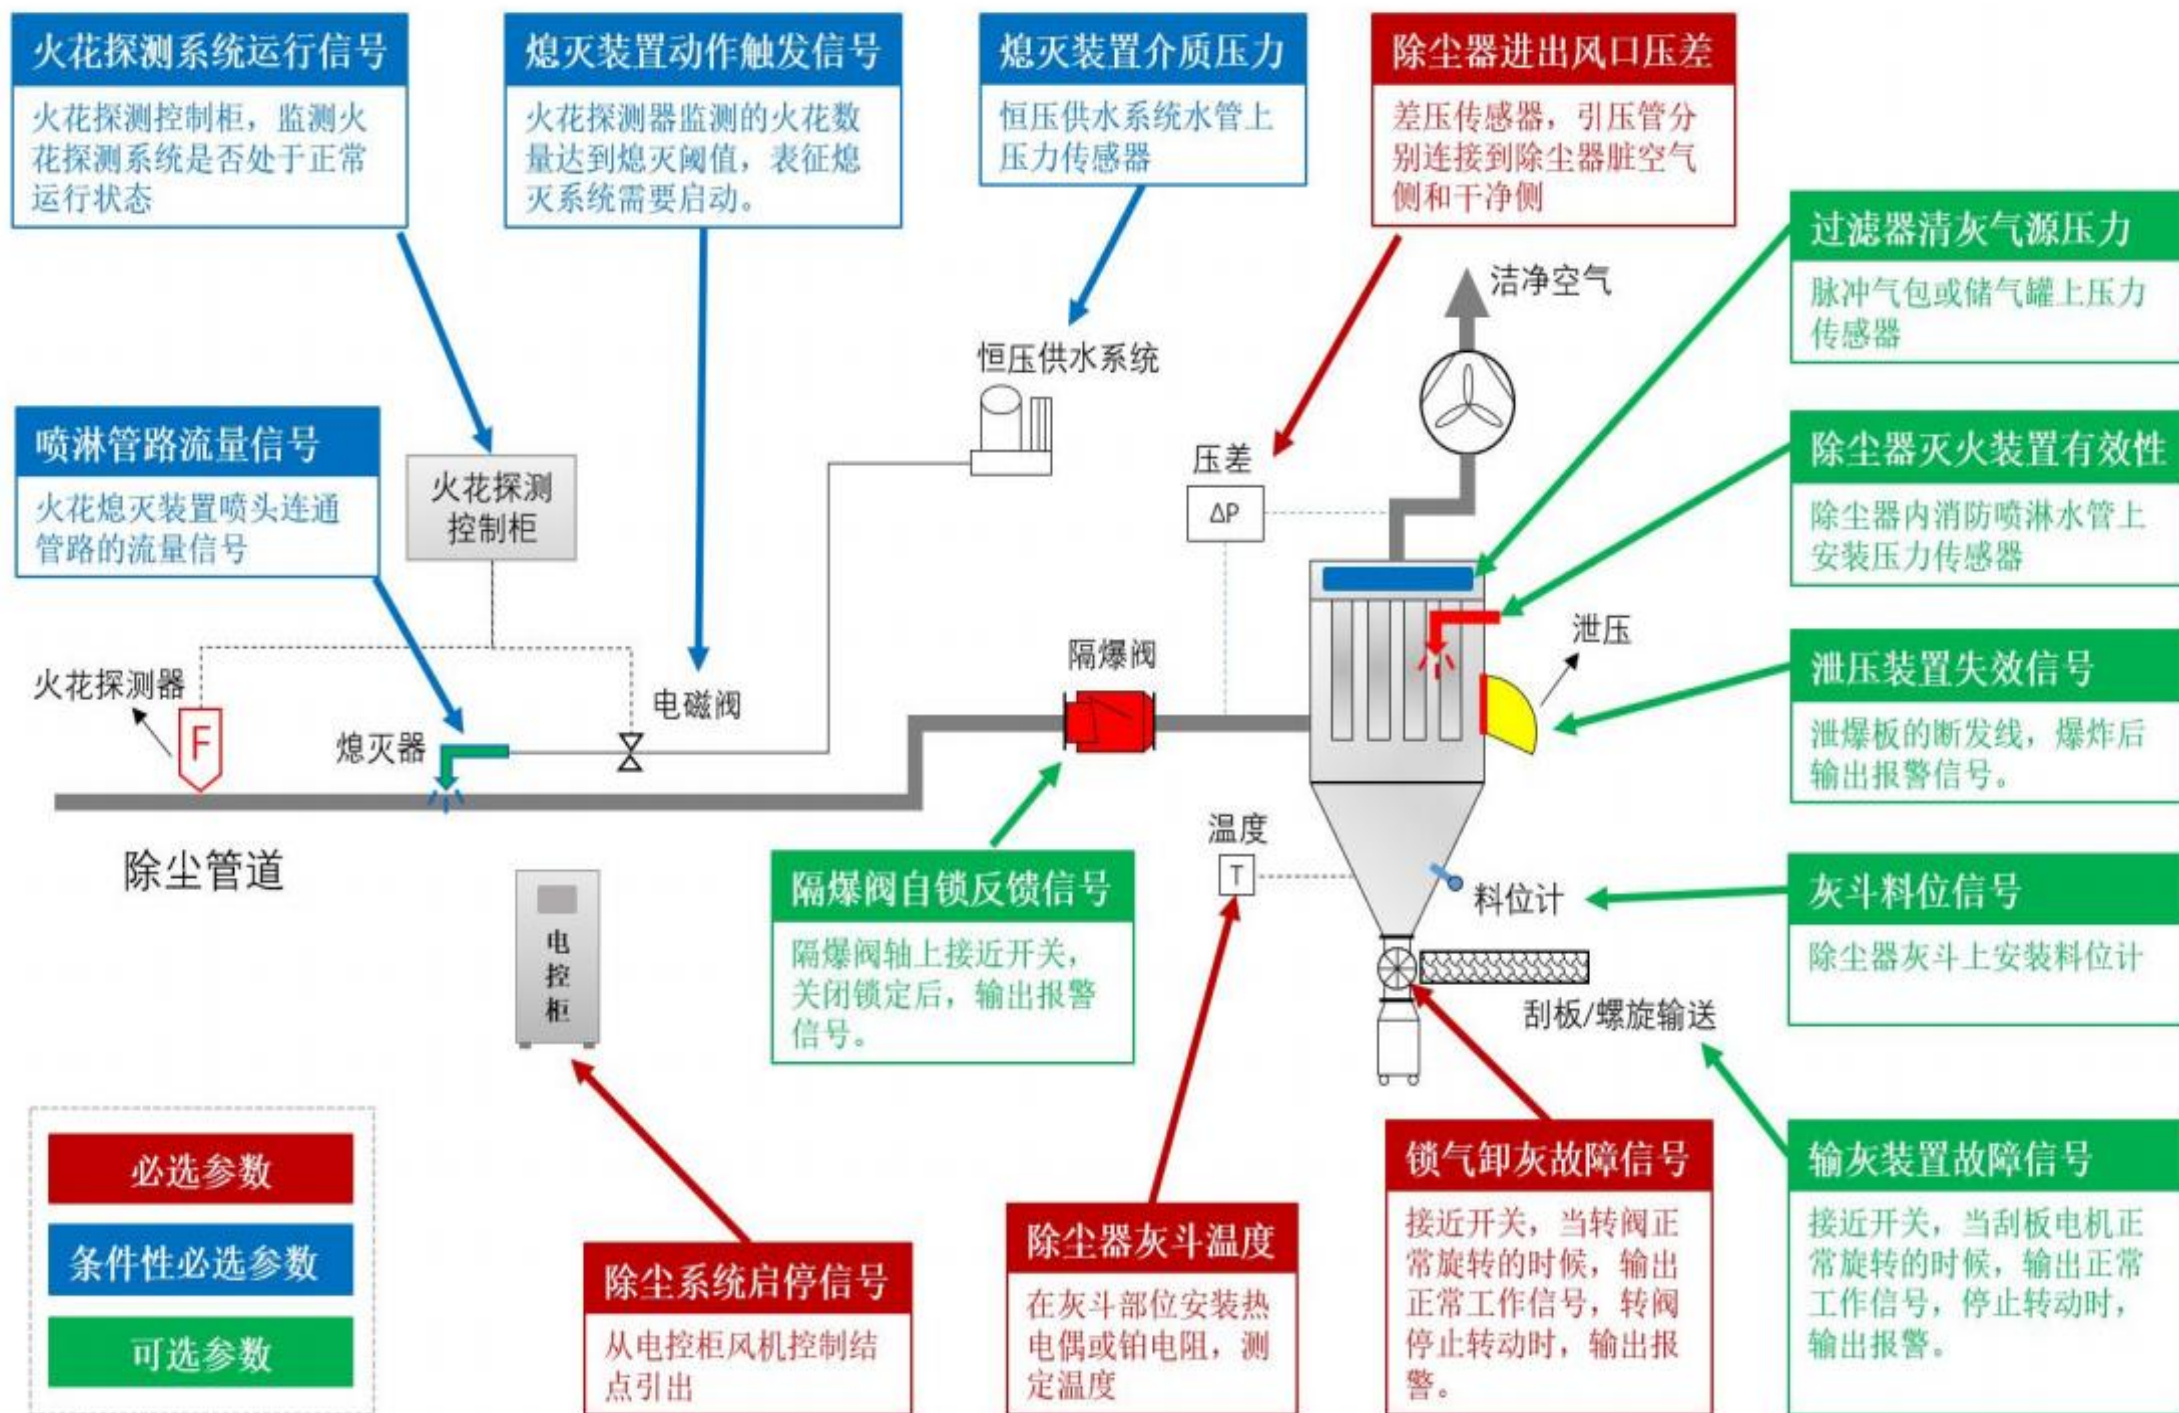 火花探测系统运行信号
火花探测控制柜，监测火
花探测系统是否处于正常
运行状态
熄灭装置动作触发信号
火花探测器监测的火花数
量达到熄灭阈值，表征熄
灭系统需要启动。
熄灭装置介质压力
恒压供水系统水管上
压力传感器
除尘器进出风口压差
差压传感器，引压管分
别连接到除尘器脏空气
侧和干净侧
过滤器清灰气源压力
脉冲气包或储气罐上压力
传感器
洁净空气
恒压供水系统
喷淋管路流量信号
火花熄灭装置喷头连通
管路的流量信号
火花探测
控制柜
压差
ΔP
除尘器灭火装置有效性
除尘器内消防喷淋水管上
安装压力传感器
泄压
隔爆阀
火花探测器
F
熄灭器
电磁阀
泄压装置失效信号
泄爆板的断发线，爆炸后
输出报警信号。
除尘管道
温度
T
料位计
电
控
柜
隔爆阀自锁反馈信号
隔爆阀轴上接近开关，
关闭锁定后，输出报警
信号。
灰斗料位信号
除尘器灰斗上安装料位计
刮板/螺旋输送
必选参数
条件性必选参数
可选参数
除尘系统启停信号
从电控柜风机控制结
点引出
除尘器灰斗温度
在灰斗部位安装热
电偶或铂电阻，测
定温度
锁气卸灰故障信号
接近开关，当转阀正
常旋转的时候，输出
正常工作信号，转阀
停止转动时，输出报
警。
输灰装置故障信号
接近开关，当刮板电机正
常旋转的时候，输出正常
工作信号，停止转动时，
输出报警。